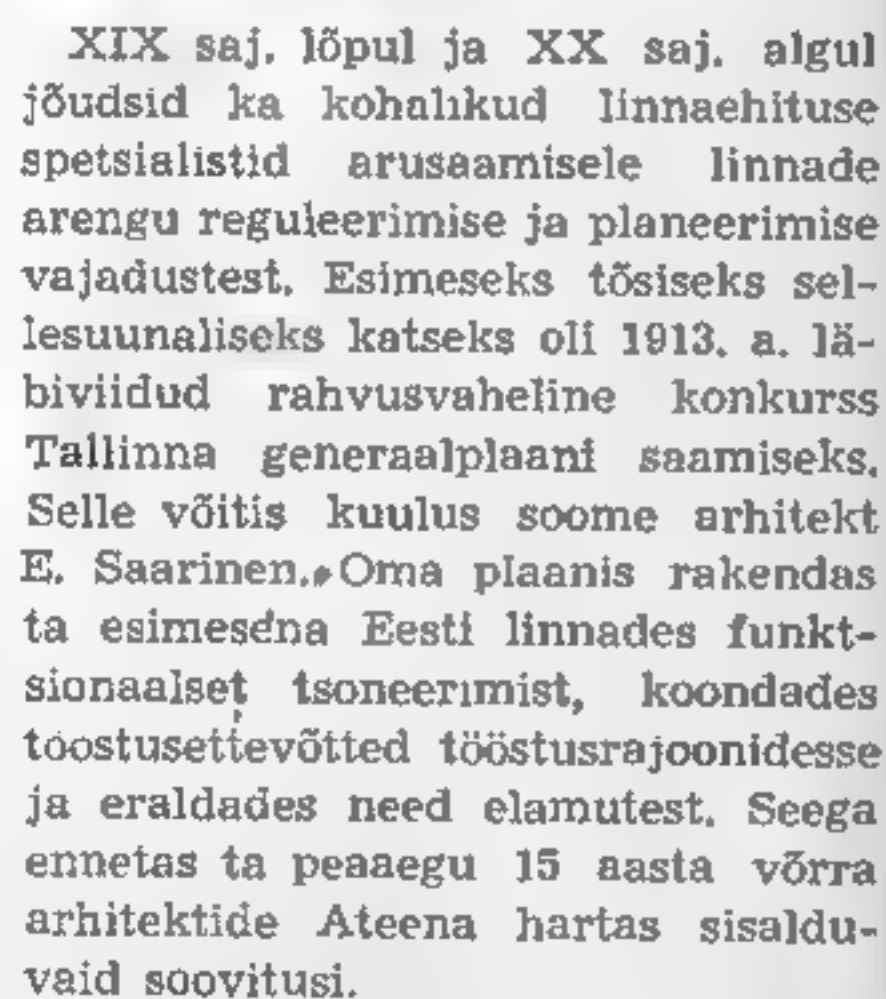 XIX saj. lõpul ja XX saj. algul
jõudsid ka kohalikud linnaehituse
spetsialistid arusaamisele linnade
arengu reguleerimise ja planeerimise
vajadustest. Esimeseks tõsiseks sel-
lesuunaliseks katseks oli 1913. a. lä-
biviidud rahvusvaheline konkurss
Tallinna generaalplaani saamiseks.
Selle võitis kuulus soome arhitekt
E. Saarinen. Oma plaanis rakendas
ta esimesena Eesti linnades funkt-
sionaalset tsoneerimist, koondades
tööstusettevõtted tööstusrajoonidesse
ja eraldades need elamutest. Seega
ennetas ta peaaegu 15 aasta võrra
arhitektide Ateena hartas sisaldu-
vaid soovitusi.